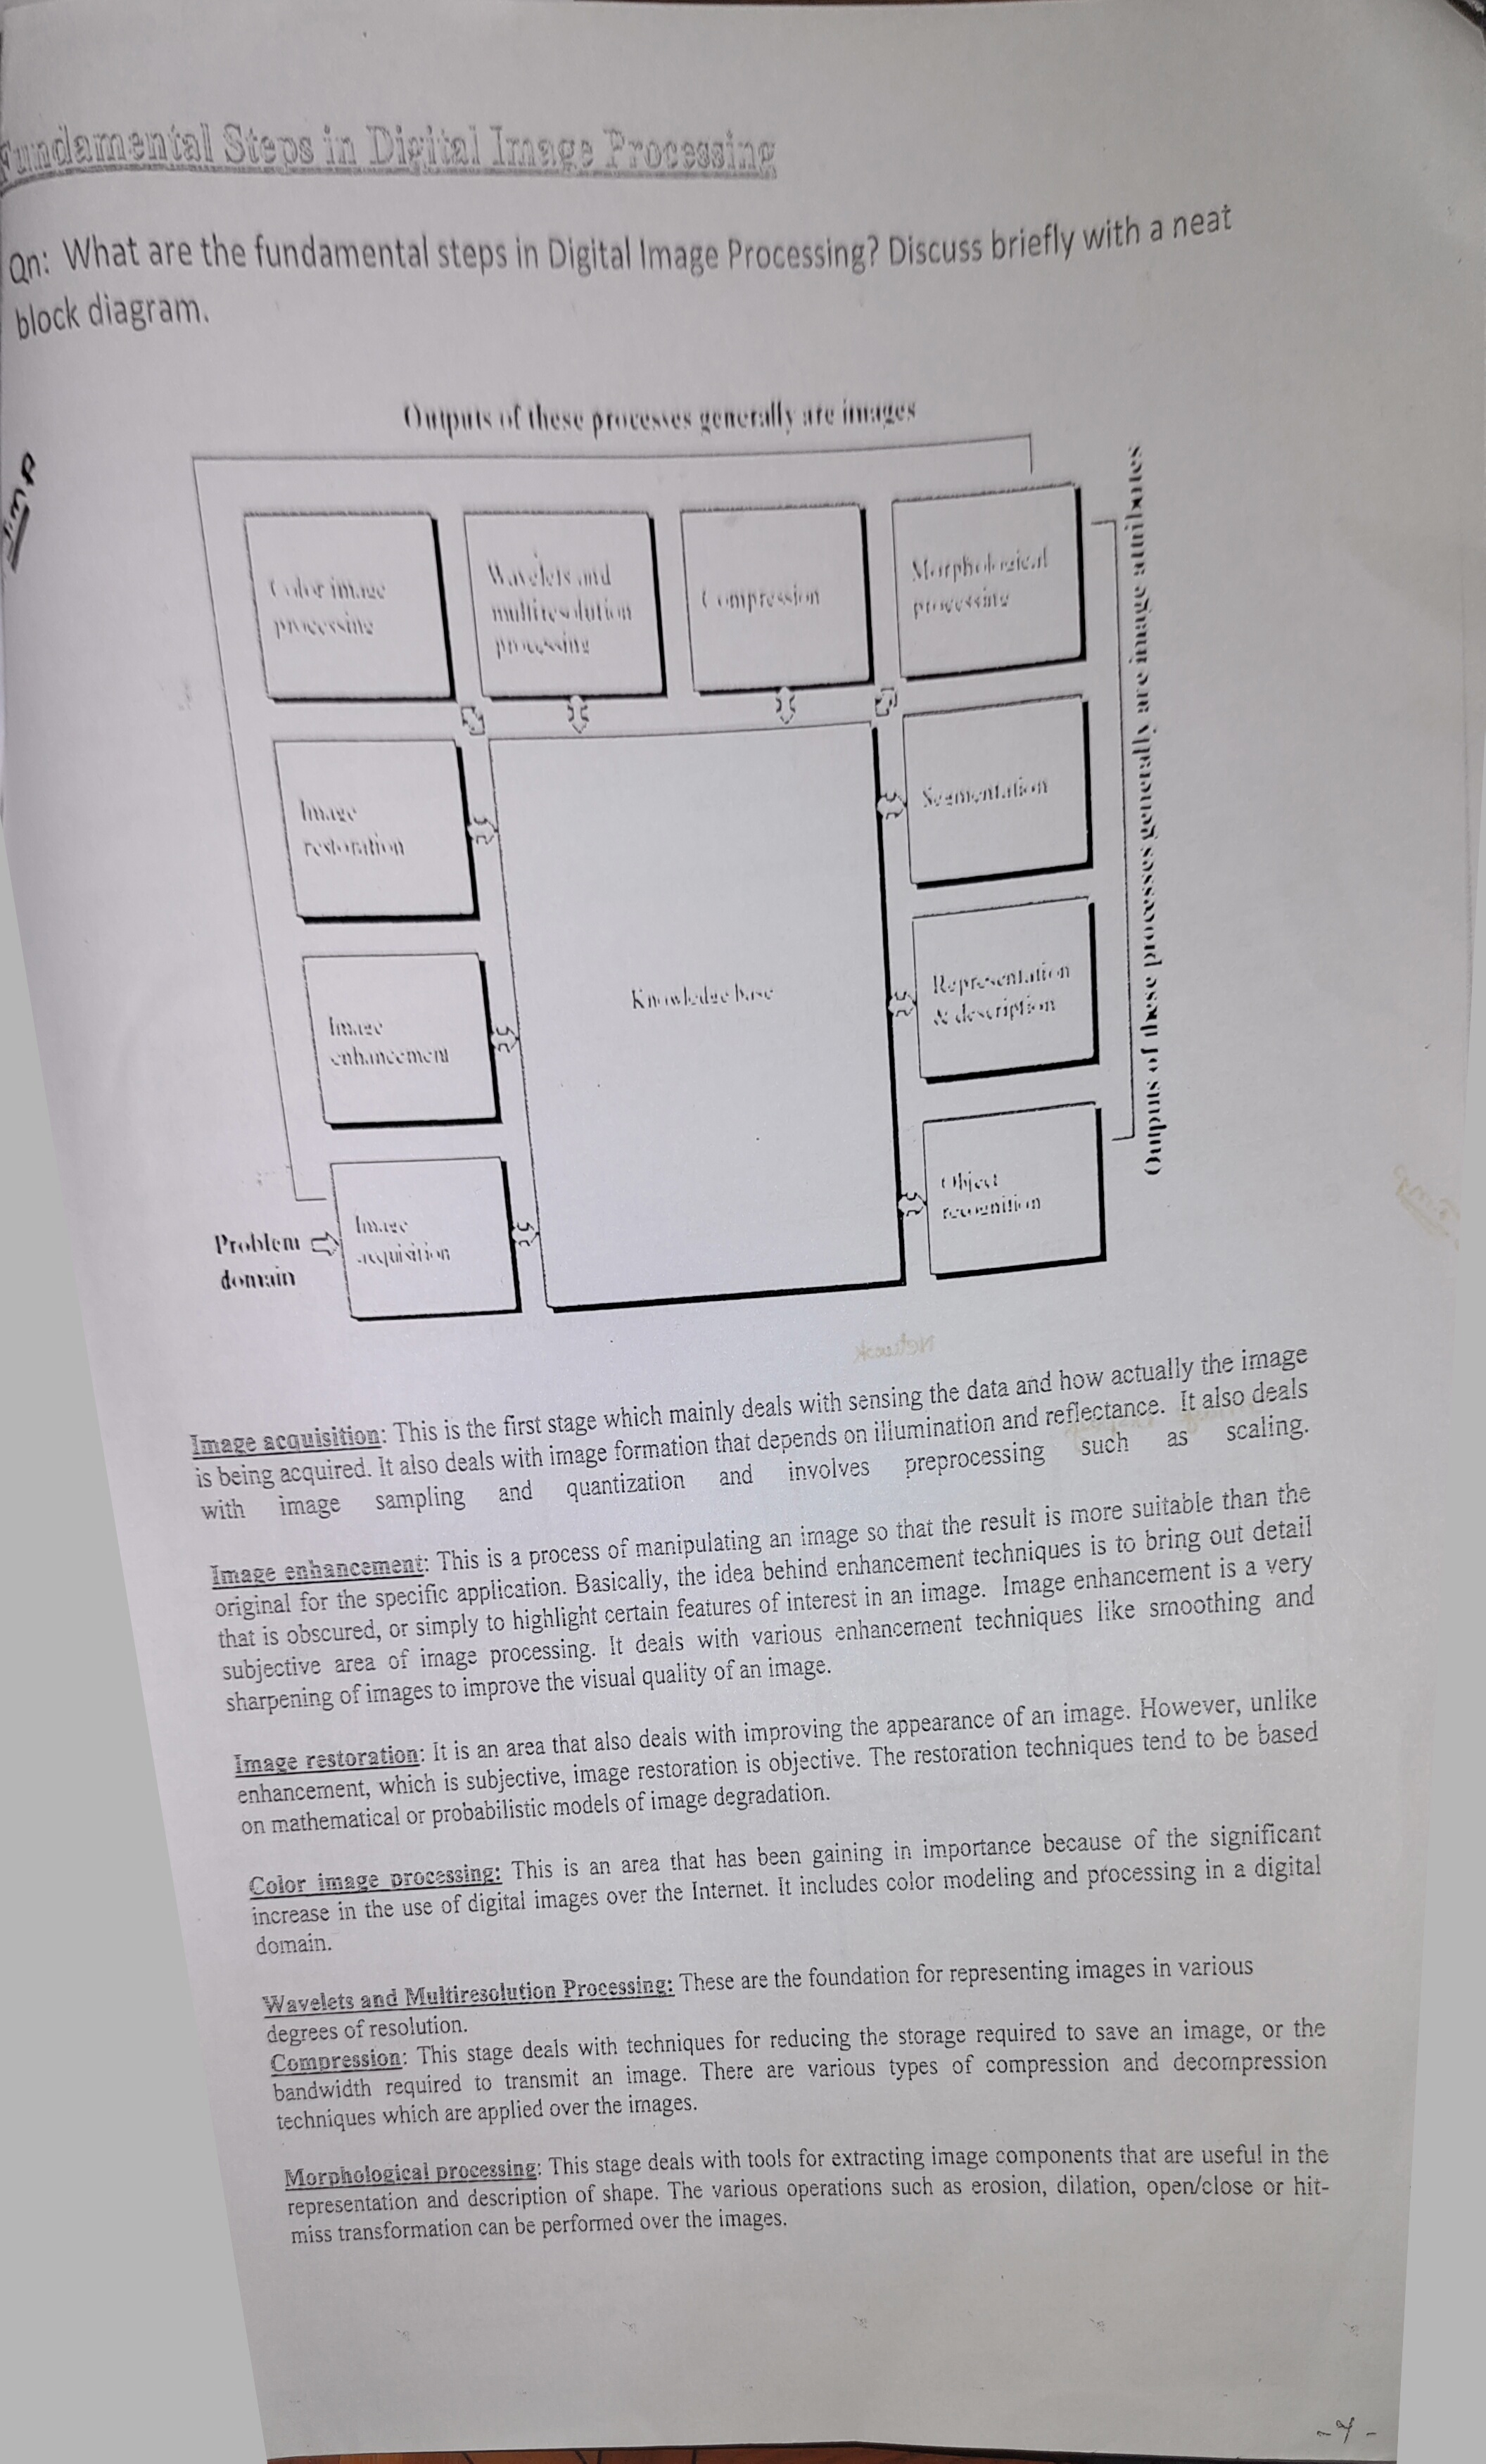 Fundamental Steps in Digital Image Processing
Qn: What are the fundamental steps in Digital Image Processing? Discuss briefly with a neat
block diagram.
imp
Outputs of these processes generally are images
Color image
processing
Wavelets and
multiresolution
processing
Compression
Morphological
processing
Outputs of these processes generally are image attributes
Image
restoration
Segmentation
Image
enhancement
Knowledge base
Representation
& description
Problem
domain
Image
acquisition
Object
recognition
Network
Image acquisition: This is the first stage which mainly deals with sensing the data and how actually the image
is being acquired. It also deals with image formation that depends on illumination and reflectance. It also deals
with image sampling and quantization and involves preprocessing such as scaling.
Image enhancement: This is a process of manipulating an image so that the result is more suitable than the
original for the specific application. Basically, the idea behind enhancement techniques is to bring out detail
that is obscured, or simply to highlight certain features of interest in an image. Image enhancement is a very
subjective area of image processing. It deals with various enhancement techniques like smoothing and
sharpening of images to improve the visual quality of an image.
Image restoration: It is an area that also deals with improving the appearance of an image. However, unlike
enhancement, which is subjective, image restoration is objective. The restoration techniques tend to be based
on mathematical or probabilistic models of image degradation.
Color image processing: This is an area that has been gaining in importance because of the significant
increase in the use of digital images over the Internet. It includes color modeling and processing in a digital
domain.
Wavelets and Multiresolution Processing: These are the foundation for representing images in various
degrees of resolution.
Compression: This stage deals with techniques for reducing the storage required to save an image, or the
bandwidth required to transmit an image. There are various types of compression and decompression
techniques which are applied over the images.
Morphological processing: This stage deals with tools for extracting image components that are useful in the
representation and description of shape. The various operations such as erosion, dilation, open/close or hit-
miss transformation can be performed over the images.